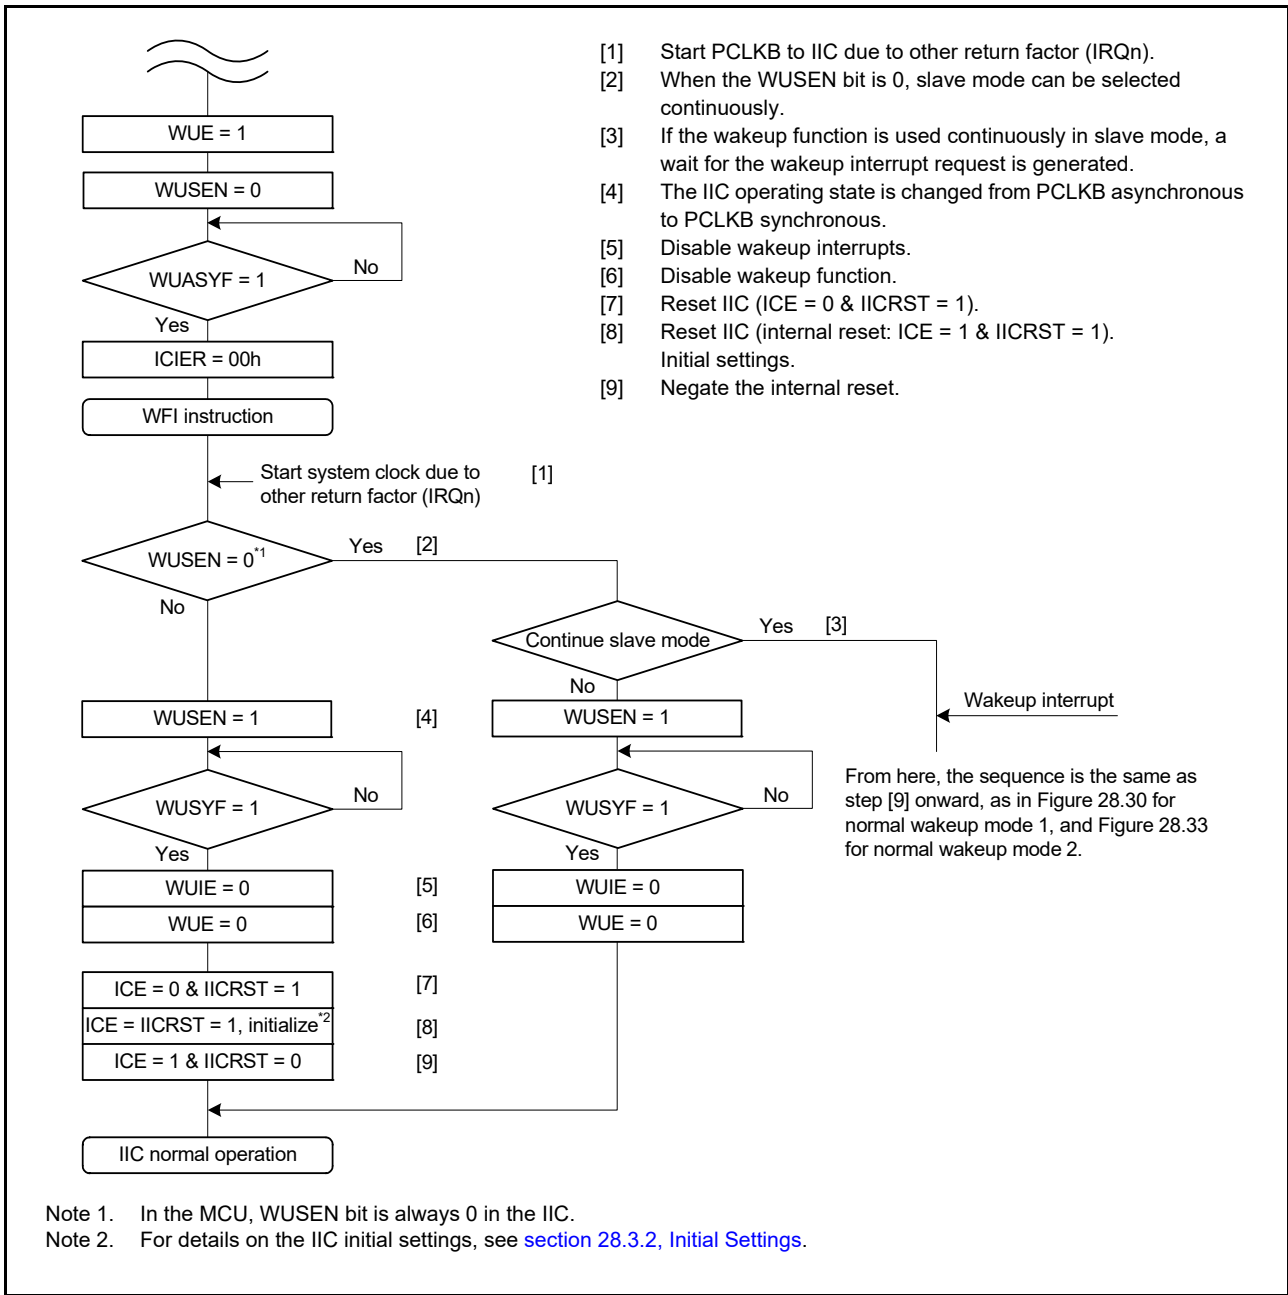 [1] Start PCLKB to IIC due to other return factor (IRQn).
[2] When the WUSEN bit is 0, slave mode can be selected
continuously.
[3] If the wakeup function is used continuously in slave mode, a
wait for the wakeup interrupt request is generated.
[4] The IIC operating state is changed from PCLKB asynchronous
to PCLKB synchronous.
[5] Disable wakeup interrupts.
[6] Disable wakeup function.
[7] Reset IIC (ICE = 0 & IICRST = 1).
[8] Reset IIC (internal reset: ICE = 1 & IICRST = 1).
Initial settings.
[9] Negate the internal reset.
WUE = 1
WUSEN = 0
WUASYF = 1
No
Yes
ICIER = 00h
WFI instruction
Start system clock due to [1]
other return factor (IRQn)
WUSEN = 0*1
Yes [2]
No
Continue slave mode
Yes [3]
No
Wakeup interrupt
WUSEN = 1 [4]
WUSEN = 1
From here, the sequence is the same as
step [9] onward, as in Figure 28.30 for
normal wakeup mode 1, and Figure 28.33
for normal wakeup mode 2.
WUSYF = 1
No
Yes
WUSYF = 1
No
Yes
WUIE = 0 [5]
WUE = 0 [6]
WUIE = 0
WUE = 0
ICE = 0 & IICRST = 1 [7]
ICE = IICRST = 1, initialize*2 [8]
ICE = 1 & IICRST = 0 [9]
IIC normal operation
Note 1. In the MCU, WUSEN bit is always 0 in the IIC.
Note 2. For details on the IIC initial settings, see section 28.3.2, Initial Settings.